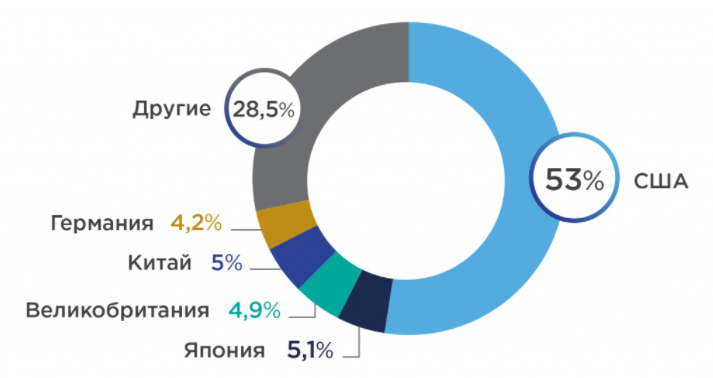 Другие 28,5%
53% США
Германия 4,2%
Китай 5%
Великобритания 4,9%
Япония 5,1%